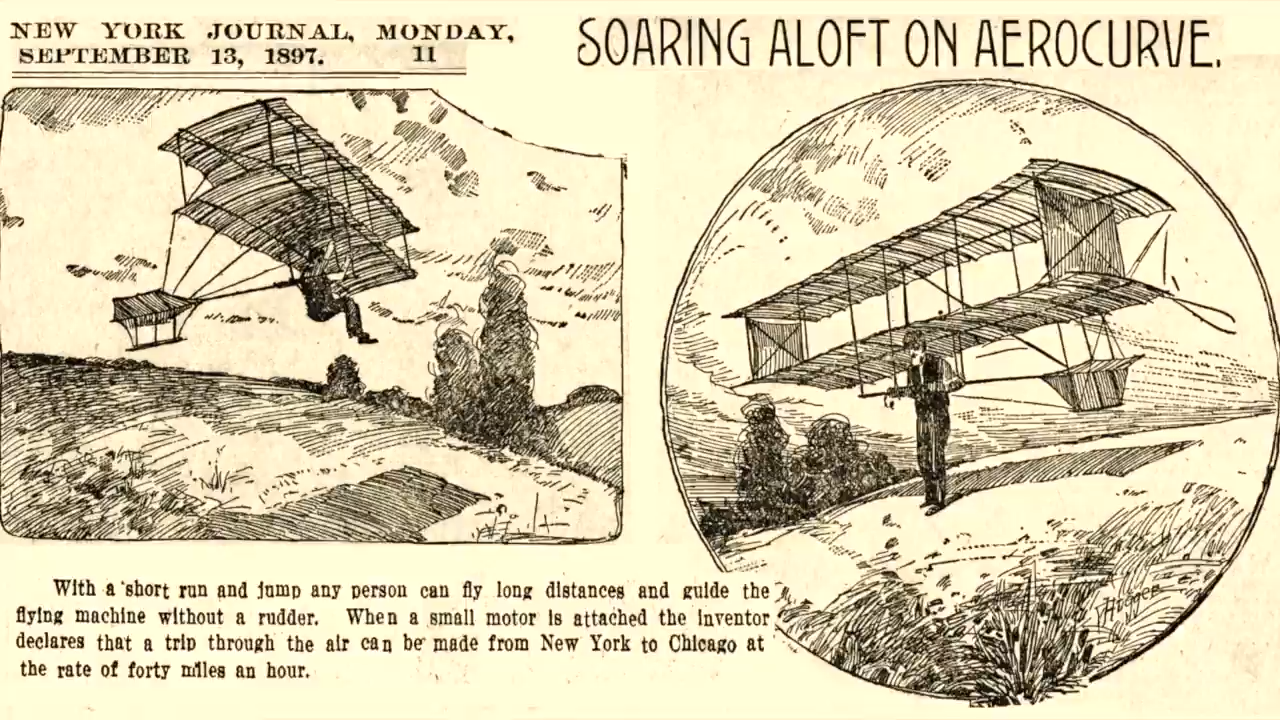 NEW YORK JOURNAL, MONDAY,
SEPTEMBER 13, 1897. 11
SOARING ALOFT ON AEROCURVE.
With a short run and jump any person can fly long distances and guide the
flying machine without a rudder. When a small motor is attached the inventor
declares that a trip through the air can be made from New York to Chicago at
the rate of forty miles an hour.